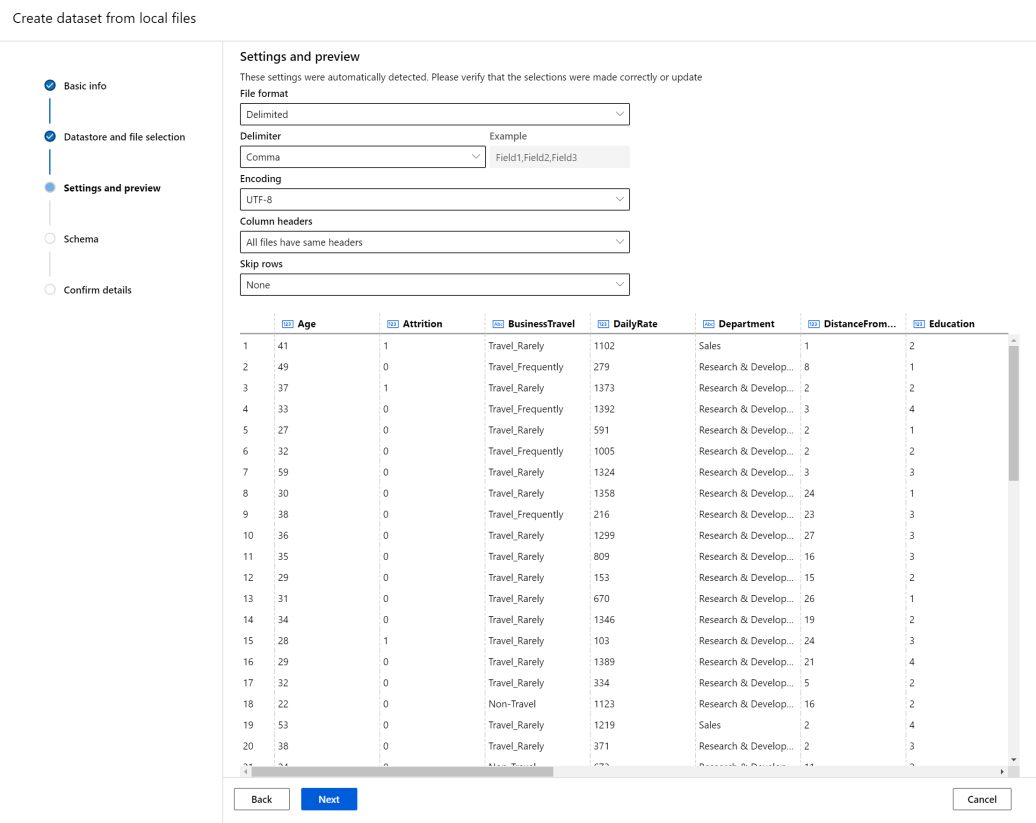 Create dataset from local files
Basic info
Datastore and file selection
Settings and preview
Schema
Confirm details
Settings and preview
These settings were automatically detected. Please verify that the selections were made correctly or update
File format
Delimited
Delimiter Example
Comma Field1,Field2,Field3
Encoding
UTF-8
Column headers
All files have same headers
Skip rows
None
123 Age 123 Attrition Abc BusinessTravel 123 DailyRate Abc Department 123 DistanceFrom... 123 Education
1 41 1 Travel_Rarely 1102 Sales 1 2
2 49 0 Travel_Frequently 279 Research & Develop... 8 1
3 37 1 Travel_Rarely 1373 Research & Develop... 2 2
4 33 0 Travel_Frequently 1392 Research & Develop... 3 4
5 27 0 Travel_Rarely 591 Research & Develop... 2 1
6 32 0 Travel_Frequently 1005 Research & Develop... 2 2
7 59 0 Travel_Rarely 1324 Research & Develop... 3 3
8 30 0 Travel_Rarely 1358 Research & Develop... 24 1
9 38 0 Travel_Frequently 216 Research & Develop... 23 3
10 36 0 Travel_Rarely 1299 Research & Develop... 27 3
11 35 0 Travel_Rarely 809 Research & Develop... 16 3
12 29 0 Travel_Rarely 153 Research & Develop... 15 2
13 31 0 Travel_Rarely 670 Research & Develop... 26 1
14 34 0 Travel_Rarely 1346 Research & Develop... 19 2
15 28 1 Travel_Rarely 103 Research & Develop... 24 3
16 29 0 Travel_Rarely 1389 Research & Develop... 21 4
17 32 0 Travel_Rarely 334 Research & Develop... 5 2
18 22 0 Non-Travel 1123 Research & Develop... 16 2
19 53 0 Travel_Rarely 1219 Sales 2 4
20 38 0 Travel_Rarely 371 Research & Develop... 2 3
Back Next Cancel